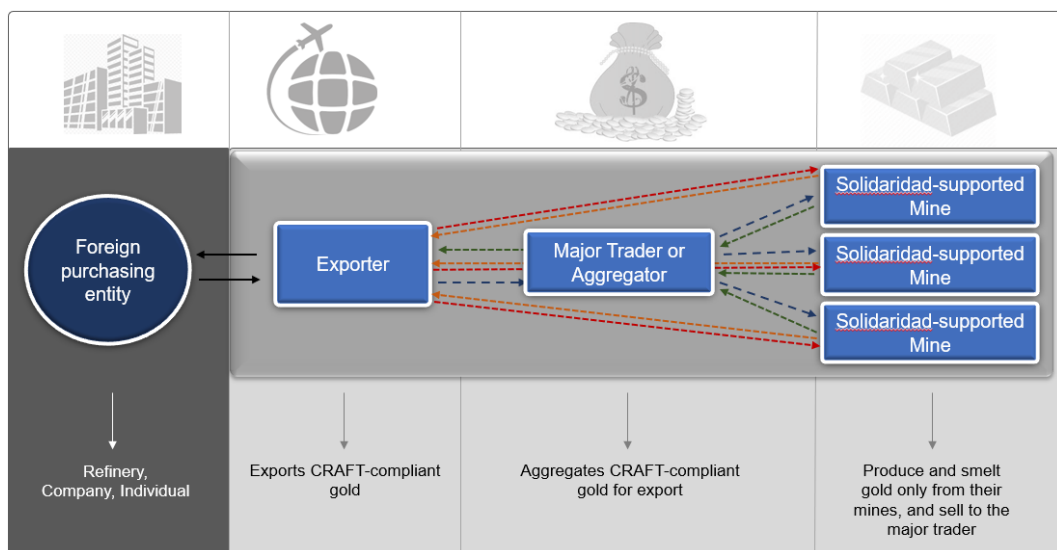 $
Foreign
purchasing
entity
Exporter
Major Trader or
Aggregator
Solidaridad-supported
Mine
Solidaridad-supported
Mine
Solidaridad-supported
Mine
Refinery,
Company, Individual
Exports CRAFT-compliant
gold
Aggregates CRAFT-compliant
gold for export
Produce and smelt
gold only from their
mines, and sell to the
major trader